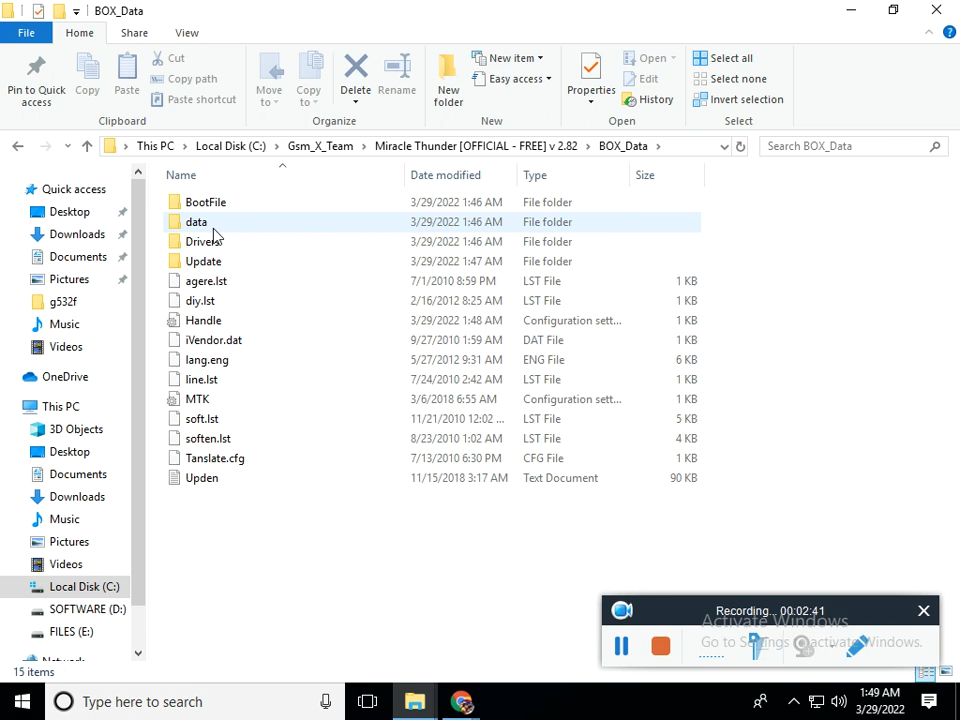 BOX_Data
File Home Share View
Pin to Quick access
Copy
Paste
Cut
Copy path
Paste shortcut
Clipboard
Move to
Copy to
Delete
Rename
Organize
New folder
New item
Easy access
New
Properties
Open
Edit
History
Open
Select all
Select none
Invert selection
Select
This PC › Local Disk (C:) › Gsm_X_Team › Miracle Thunder [OFFICIAL - FREE] v 2.82 › BOX_Data ›
Search BOX_Data
Quick access
Desktop
Downloads
Documents
Pictures
g532f
Music
Videos
OneDrive
This PC
3D Objects
Desktop
Documents
Downloads
Music
Pictures
Videos
Local Disk (C:)
SOFTWARE (D:)
FILES (E:)
Network
Name Date modified Type Size
BootFile 3/29/2022 1:46 AM File folder
data 3/29/2022 1:46 AM File folder
Drivers 3/29/2022 1:46 AM File folder
Update 3/29/2022 1:47 AM File folder
agere.lst 7/1/2010 8:59 PM LST File 1 KB
diy.lst 2/16/2012 8:25 AM LST File 1 KB
Handle 3/29/2022 1:48 AM Configuration sett... 1 KB
iVendor.dat 9/27/2010 1:59 AM DAT File 1 KB
lang.eng 5/27/2012 9:31 AM ENG File 6 KB
line.lst 7/24/2010 2:42 AM LST File 1 KB
MTK 3/6/2018 6:55 AM Configuration sett... 1 KB
soft.lst 11/21/2010 12:02 ... LST File 5 KB
soften.lst 8/23/2010 1:02 AM LST File 4 KB
Tanslate.cfg 7/13/2010 6:30 PM CFG File 1 KB
Upden 11/15/2018 3:17 AM Text Document 90 KB
Recording... 00:02:41
Activate Windows
Go to Settings to activate Windows.
15 items
Type here to search
1:49 AM
3/29/2022